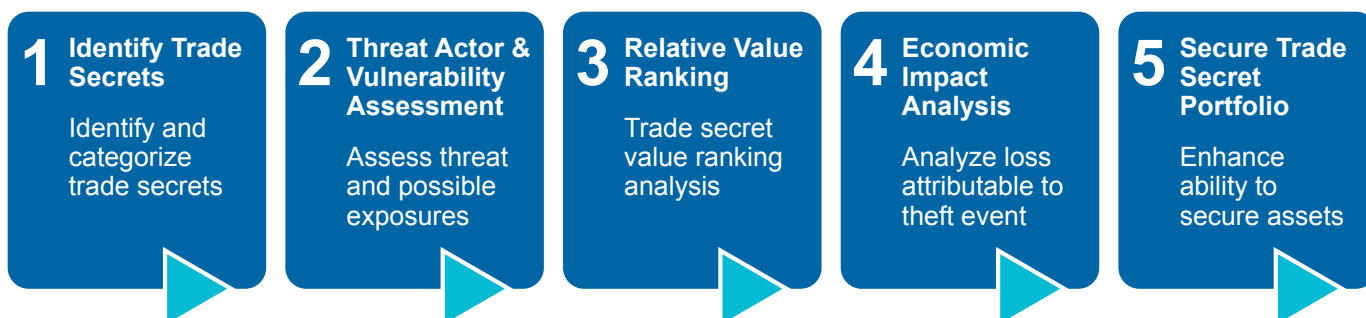 1
Identify Trade
Secrets
Identify and
categorize
trade secrets
2
Threat Actor &
Vulnerability
Assessment
Assess threat
and possible
exposures
3
Relative Value
Ranking
Trade secret
value ranking
analysis
4
Economic
Impact
Analysis
Analyze loss
attributable to
theft event
5
Secure Trade
Secret
Portfolio
Enhance
ability to
secure assets